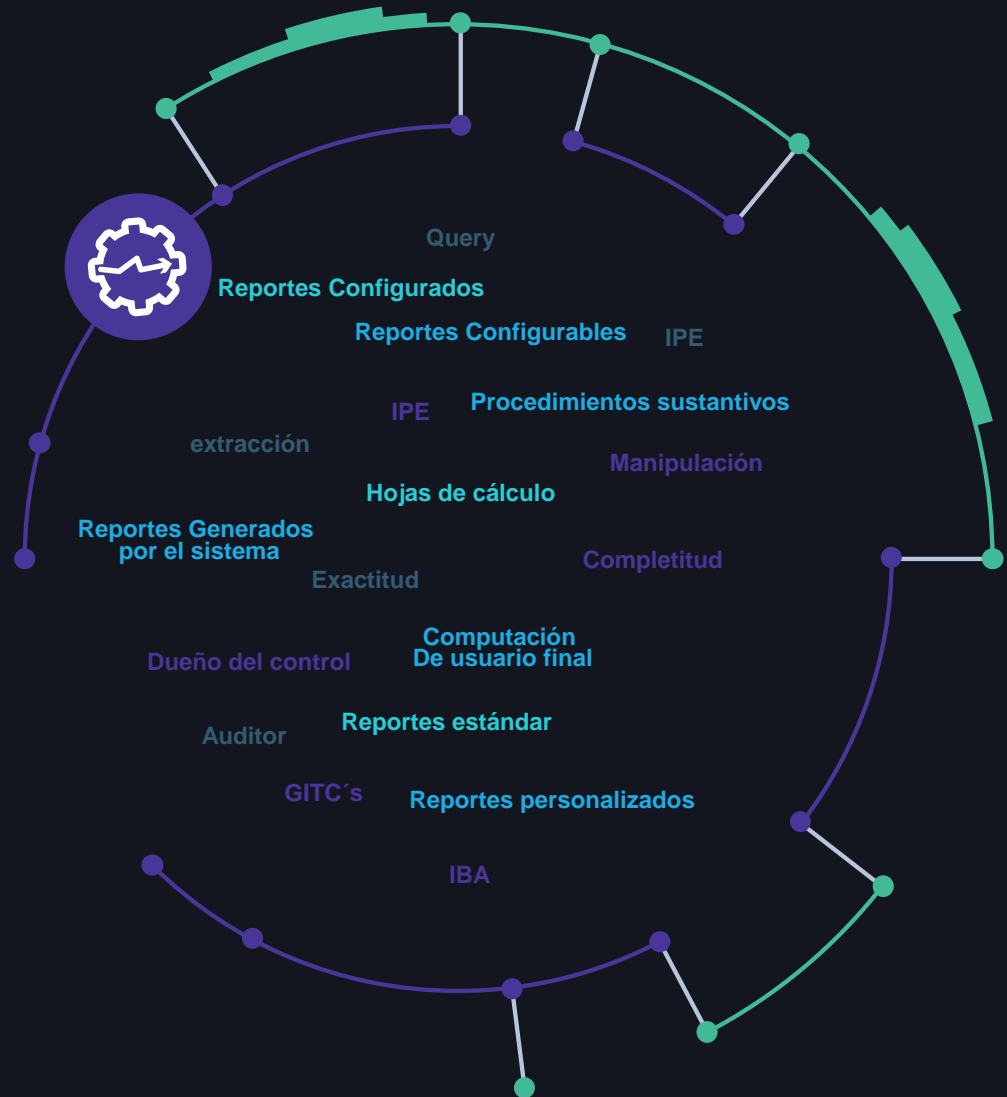 Query
Reportes Configurados
Reportes Configurables
IPE
Procedimientos sustantivos
IPE
extracción
Manipulación
Hojas de cálculo
Reportes Generados
por el sistema
Completitud
Exactitud
Computación
De usuario final
Dueño del control
Reportes estándar
Auditor
GITC´s
Reportes personalizados
IBA